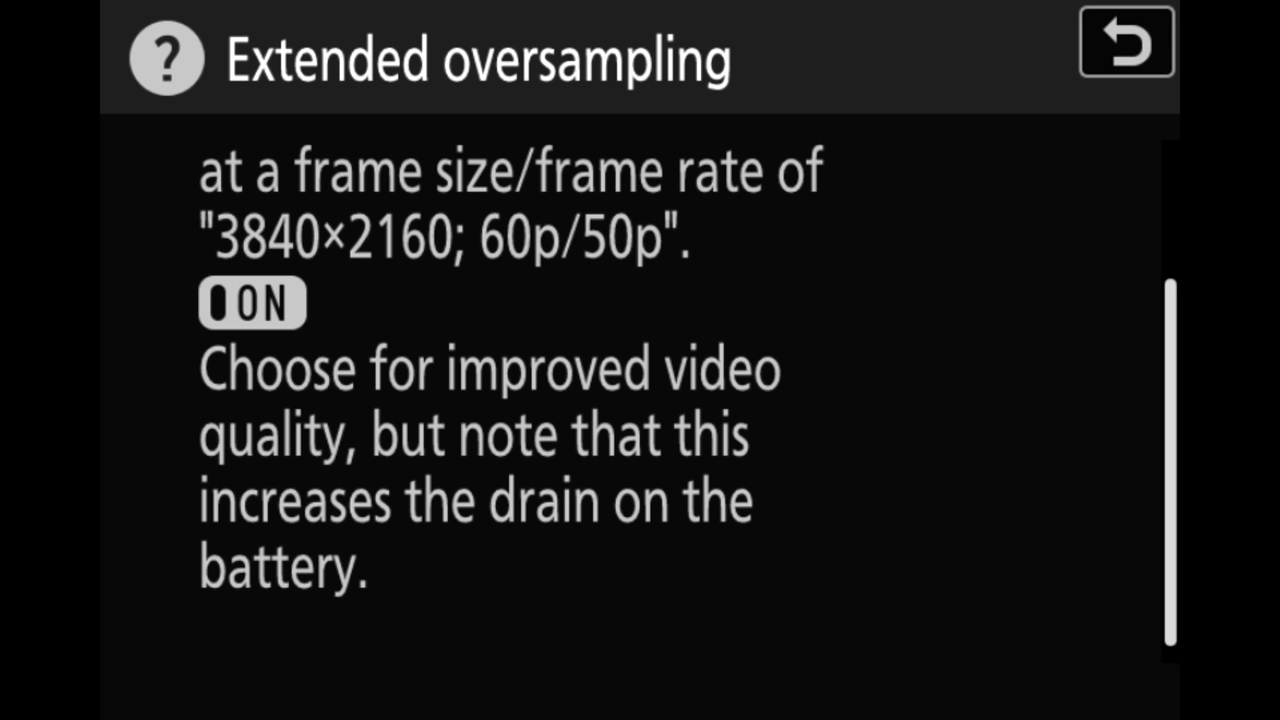 ? Extended oversampling
at a frame size/frame rate of
"3840×2160; 60p/50p".
ON
Choose for improved video
quality, but note that this
increases the drain on the
battery.